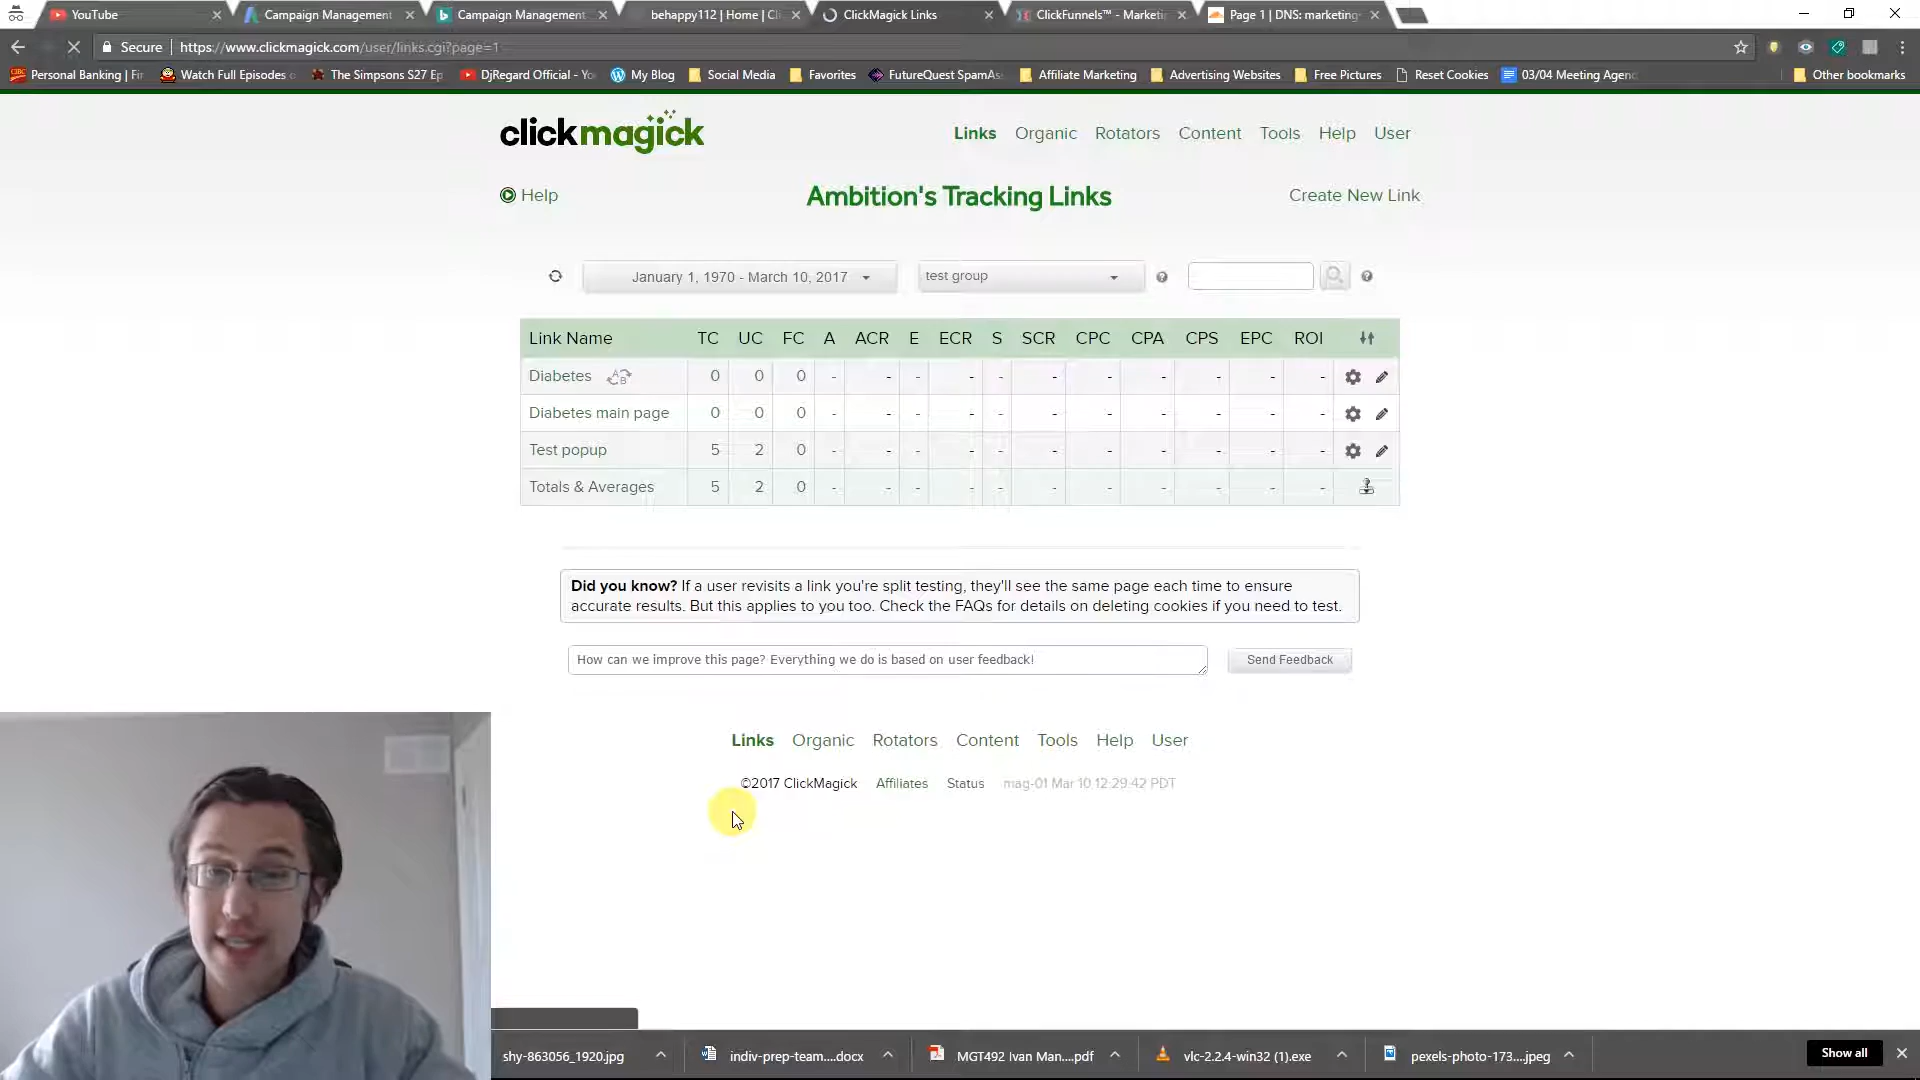 YouTube
Campaign Management
Campaign Management
behappy112 | Home | Cli
ClickMagick Links
ClickFunnels™ - Marketi
Page 1 | DNS: marketing
Secure
https://www.clickmagick.com/user/links.cgi?page=1
Personal Banking | Fir
Watch Full Episodes o
The Simpsons S27 Ep
DjRegard Official - Yo
My Blog
Social Media
Favorites
FutureQuest SpamAs
Affiliate Marketing
Advertising Websites
Free Pictures
Reset Cookies
03/04 Meeting Agend
Other bookmarks
clickmagick
Links Organic Rotators Content Tools Help User
Help
Ambition's Tracking Links
Create New Link
January 1, 1970 - March 10, 2017
test group
Link Name TC UC FC A ACR E ECR S SCR CPC CPA CPS EPC ROI
Diabetes 0 0 0 - - - - - - - - - - -
Diabetes main page 0 0 0 - - - - - - - - - - -
Test popup 5 2 0 - - - - - - - - - - -
Totals & Averages 5 2 0 - - - - - - - - - - -
Did you know? If a user revisits a link you're split testing, they'll see the same page each time to ensure
accurate results. But this applies to you too. Check the FAQs for details on deleting cookies if you need to test.
How can we improve this page? Everything we do is based on user feedback!
Send Feedback
Links Organic Rotators Content Tools Help User
©2017 ClickMagick Affiliates Status mag-01 Mar 10 12:29:42 PDT
shy-863056_1920.jpg
indiv-prep-team....docx
MGT492 Ivan Man....pdf
vlc-2.2.4-win32 (1).exe
pexels-photo-173....jpeg
Show all